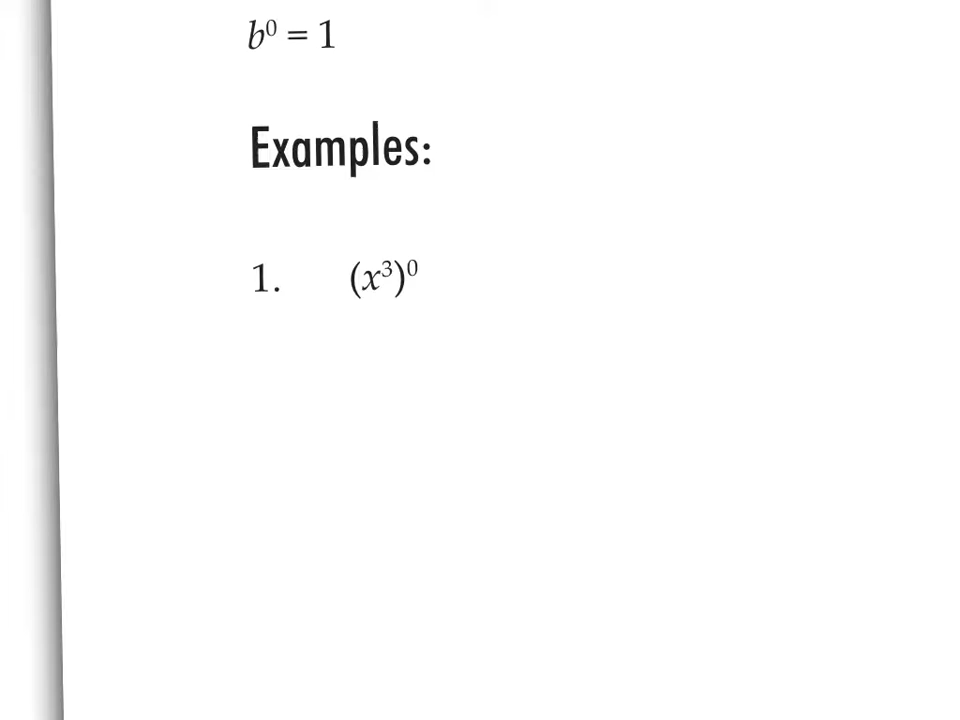 b⁰ = 1
Examples:
1. (x³)⁰